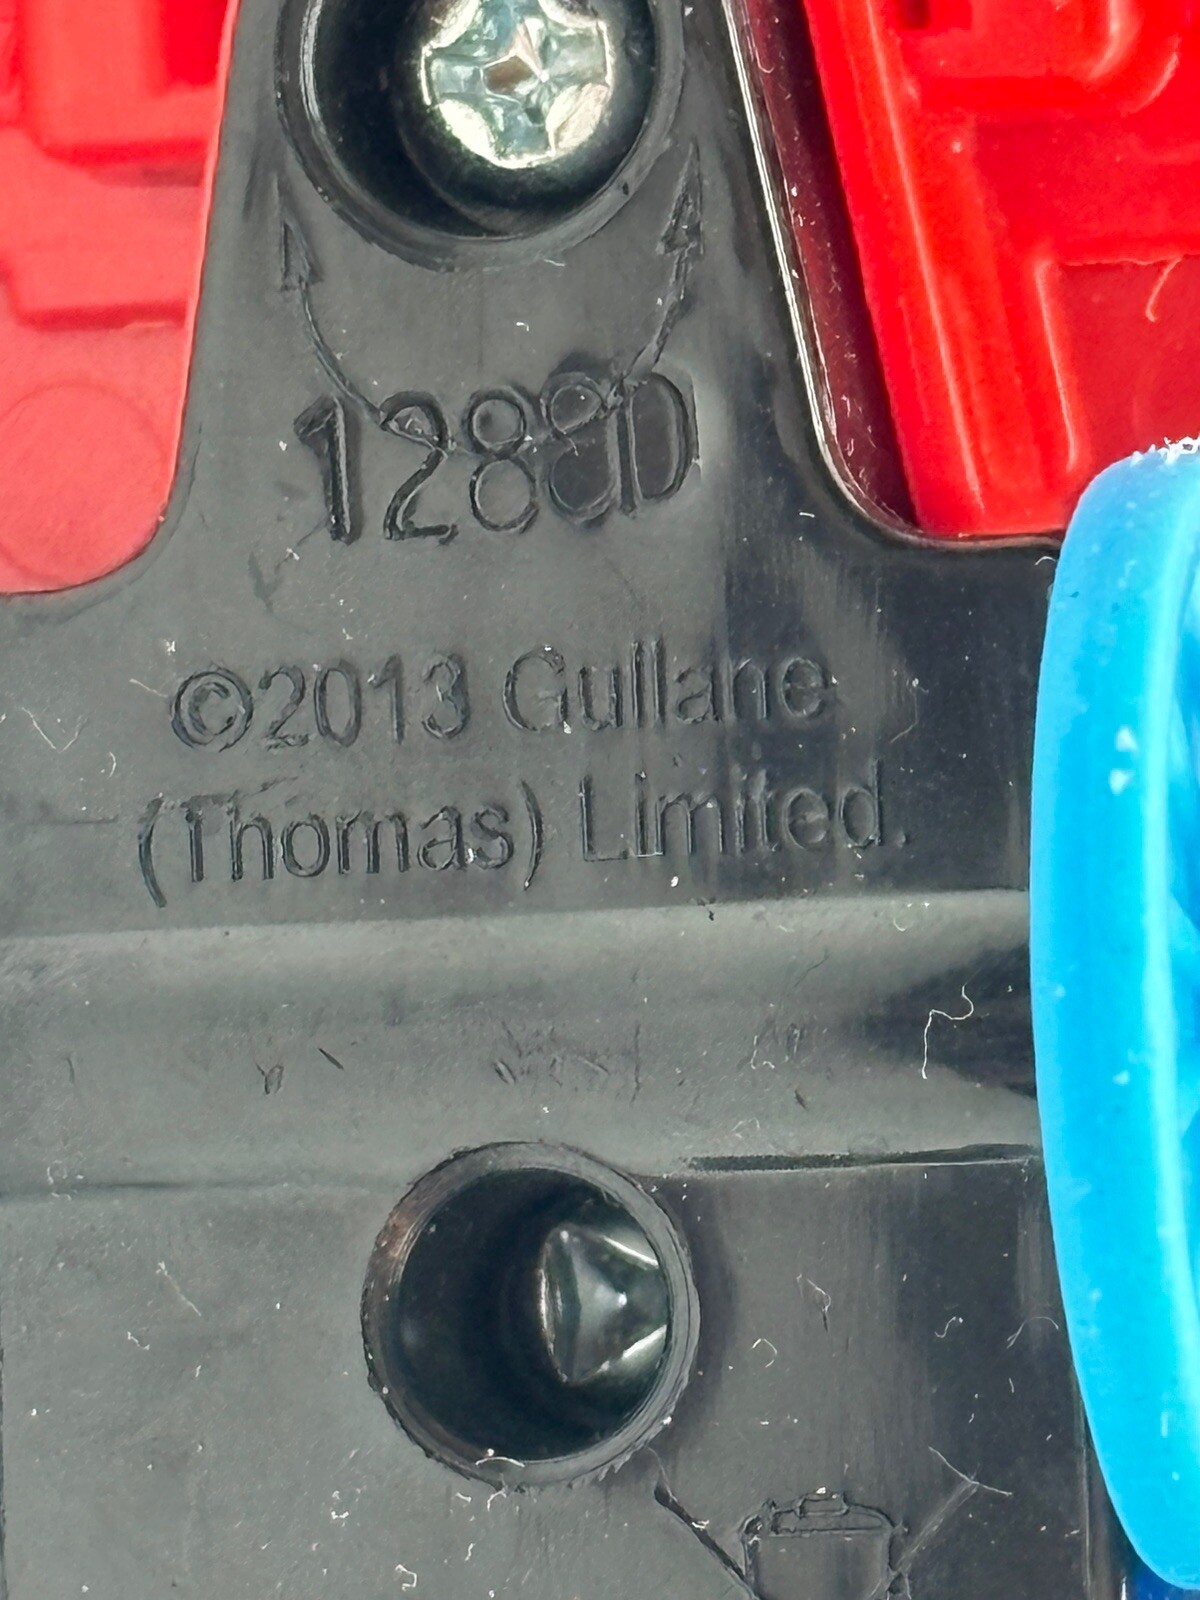 ©2013 Gullane
(Thomas) Limited.